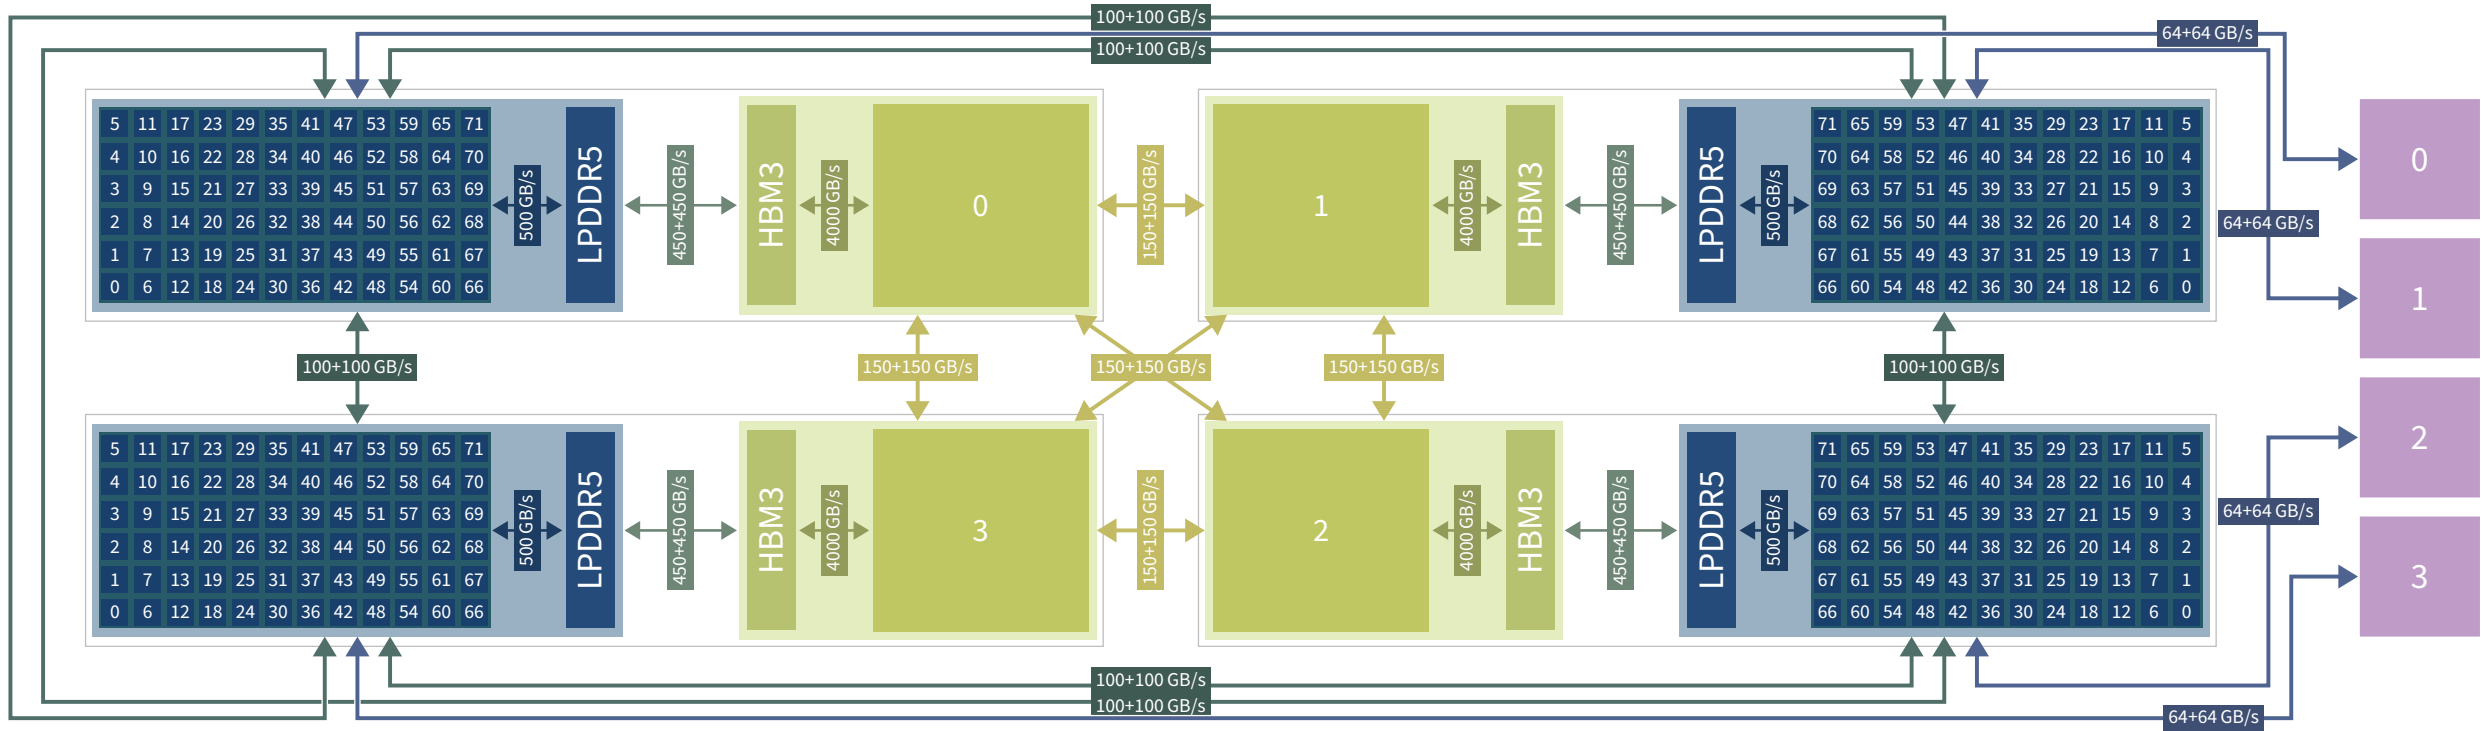 100+100 GB/s
64+64 GB/s
100+100 GB/s
5 11 17 23 29 35 41 47 53 59 65 71
4 10 16 22 28 34 40 46 52 58 64 70
3 9 15 21 27 33 39 45 51 57 63 69
2 8 14 20 26 32 38 44 50 56 62 68
1 7 13 19 25 31 37 43 49 55 61 67
0 6 12 18 24 30 36 42 48 54 60 66
500 GB/s
LPDDR5
450+450 GB/s
HBM3
4000 GB/s
0
150+150 GB/s
1
4000 GB/s
HBM3
450+450 GB/s
LPDDR5
500 GB/s
71 65 59 53 47 41 35 29 23 17 11 5
70 64 58 52 46 40 34 28 22 16 10 4
69 63 57 51 45 39 33 27 21 15 9 3
68 62 56 50 44 38 32 26 20 14 8 2
67 61 55 49 43 37 31 25 19 13 7 1
66 60 54 48 42 36 30 24 18 12 6 0
64+64 GB/s
0
1
100+100 GB/s
150+150 GB/s
150+150 GB/s
150+150 GB/s
100+100 GB/s
5 11 17 23 29 35 41 47 53 59 65 71
4 10 16 22 28 34 40 46 52 58 64 70
3 9 15 21 27 33 39 45 51 57 63 69
2 8 14 20 26 32 38 44 50 56 62 68
1 7 13 19 25 31 37 43 49 55 61 67
0 6 12 18 24 30 36 42 48 54 60 66
500 GB/s
LPDDR5
450+450 GB/s
HBM3
4000 GB/s
3
150+150 GB/s
2
4000 GB/s
HBM3
450+450 GB/s
LPDDR5
500 GB/s
71 65 59 53 47 41 35 29 23 17 11 5
70 64 58 52 46 40 34 28 22 16 10 4
69 63 57 51 45 39 33 27 21 15 9 3
68 62 56 50 44 38 32 26 20 14 8 2
67 61 55 49 43 37 31 25 19 13 7 1
66 60 54 48 42 36 30 24 18 12 6 0
64+64 GB/s
2
3
100+100 GB/s
100+100 GB/s
64+64 GB/s